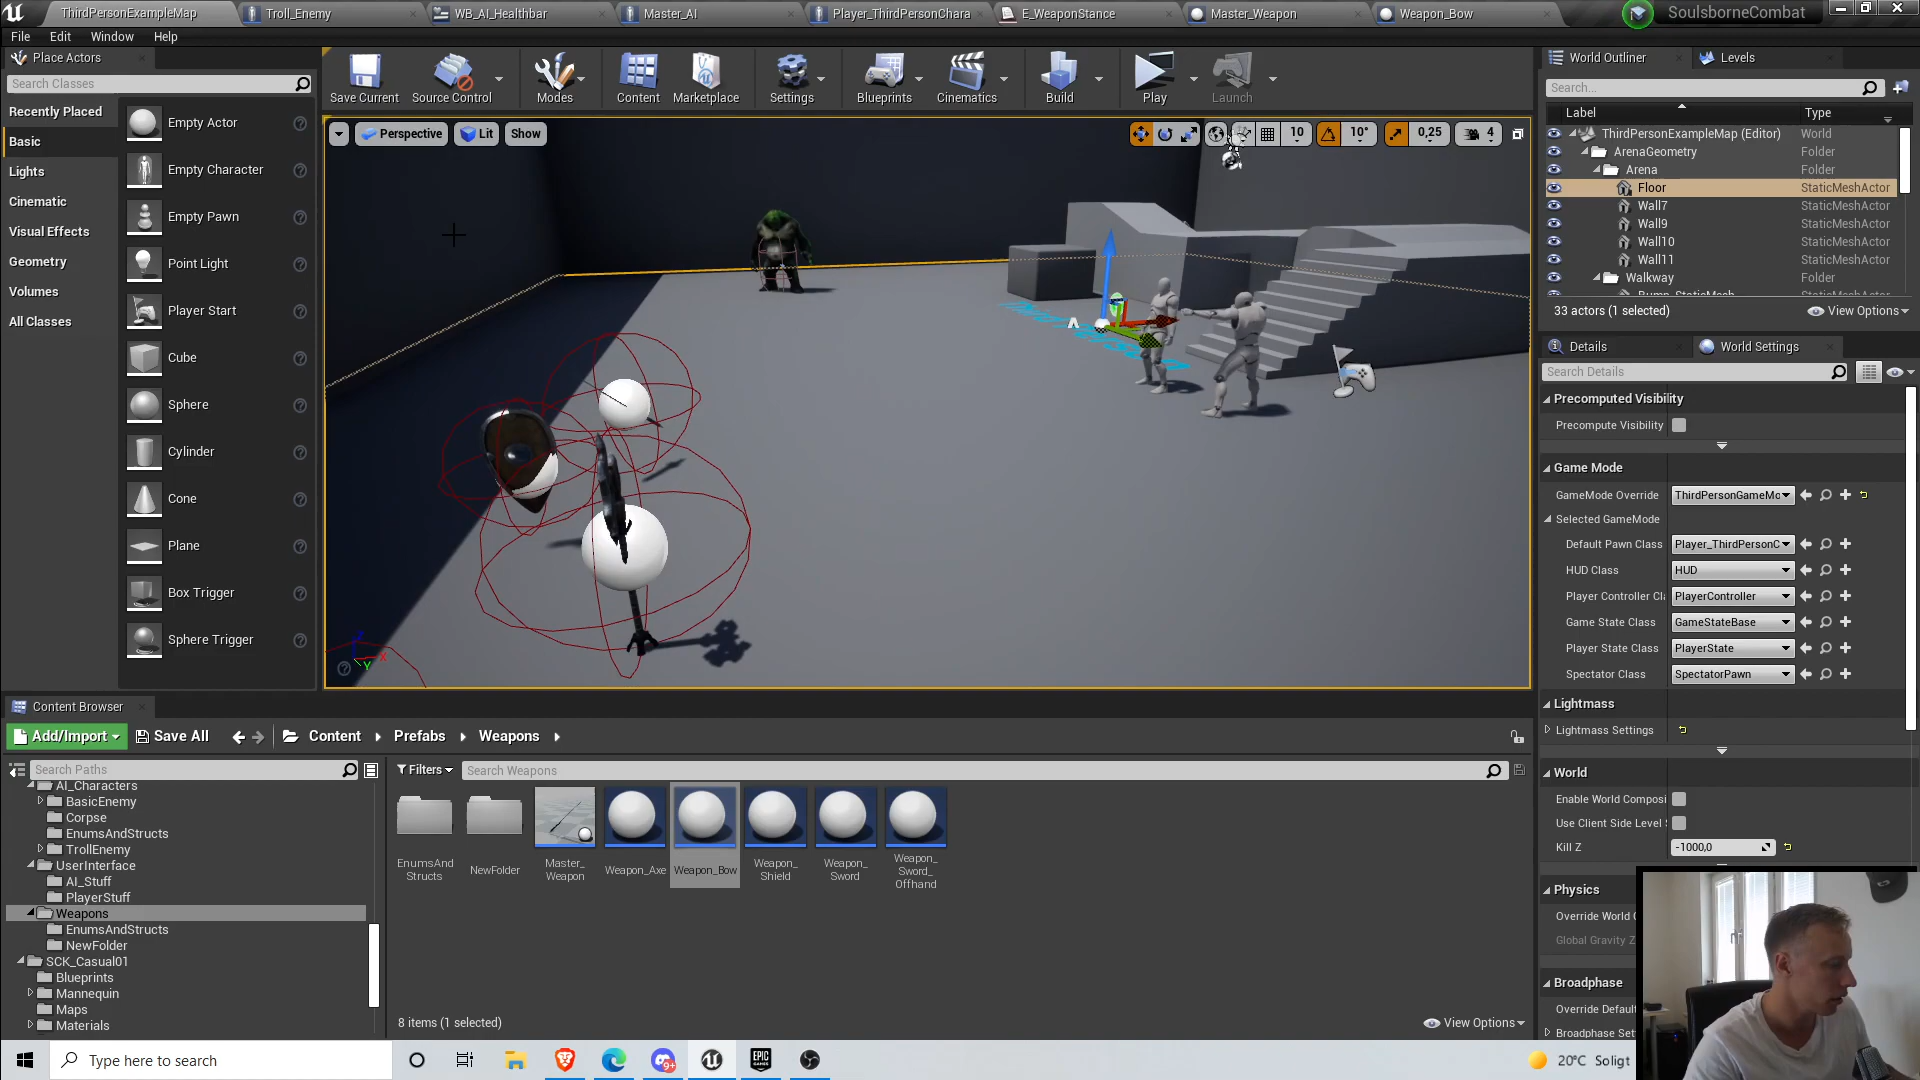 ThirdPersonExampleMap
Troll_Enemy
WB_AI_Healthbar
Master_AI
Player_ThirdPersonChara
E_WeaponStance
Master_Weapon
Weapon_Bow
SoulsborneCombat
File Edit Window Help
Place Actors
Search Classes
Recently Placed
Basic
Lights
Cinematic
Visual Effects
Geometry
Volumes
All Classes
Empty Actor
Empty Character
Empty Pawn
Point Light
Player Start
Cube
Sphere
Cylinder
Cone
Plane
Box Trigger
Sphere Trigger
Save Current
Source Control
Modes
Content
Marketplace
Settings
Blueprints
Cinematics
Build
Play
Launch
Perspective
Lit
Show
10
10°
0,25
4
World Outliner
Levels
Search...
Label Type
ThirdPersonExampleMap (Editor) World
ArenaGeometry Folder
Arena Folder
Floor StaticMeshActor
Wall7 StaticMeshActor
Wall9 StaticMeshActor
Wall10 StaticMeshActor
Wall11 StaticMeshActor
Walkway Folder
33 actors (1 selected)
View Options
Details
World Settings
Search Details
Precomputed Visibility
Precompute Visibility
Game Mode
GameMode Override ThirdPersonGameMo
Selected GameMode
Default Pawn Class Player_ThirdPersonC
HUD Class HUD
Player Controller Cl PlayerController
Game State Class GameStateBase
Player State Class PlayerState
Spectator Class SpectatorPawn
Lightmass
Lightmass Settings
World
Enable World Composi
Use Client Side Level
Kill Z -1000,0
Physics
Override World
Global Gravity Z
Broadphase
Override Default
Broadphase Set
Content Browser
Add/Import
Save All
Content
Prefabs
Weapons
Search Paths
Filters
Search Weapons
AI_Characters
BasicEnemy
Corpse
EnumsAndStructs
TrollEnemy
UserInterface
AI_Stuff
PlayerStuff
Weapons
EnumsAndStructs
NewFolder
SCK_Casual01
Blueprints
Mannequin
Maps
Materials
EnumsAnd
Structs
NewFolder
Master_
Weapon
Weapon_Axe
Weapon_Bow
Weapon_
Shield
Weapon_
Sword
Weapon_
Sword_
Offhand
8 items (1 selected)
View Options
Type here to search
9+
EPIC
GAMES
20°C Soligt
X
Y